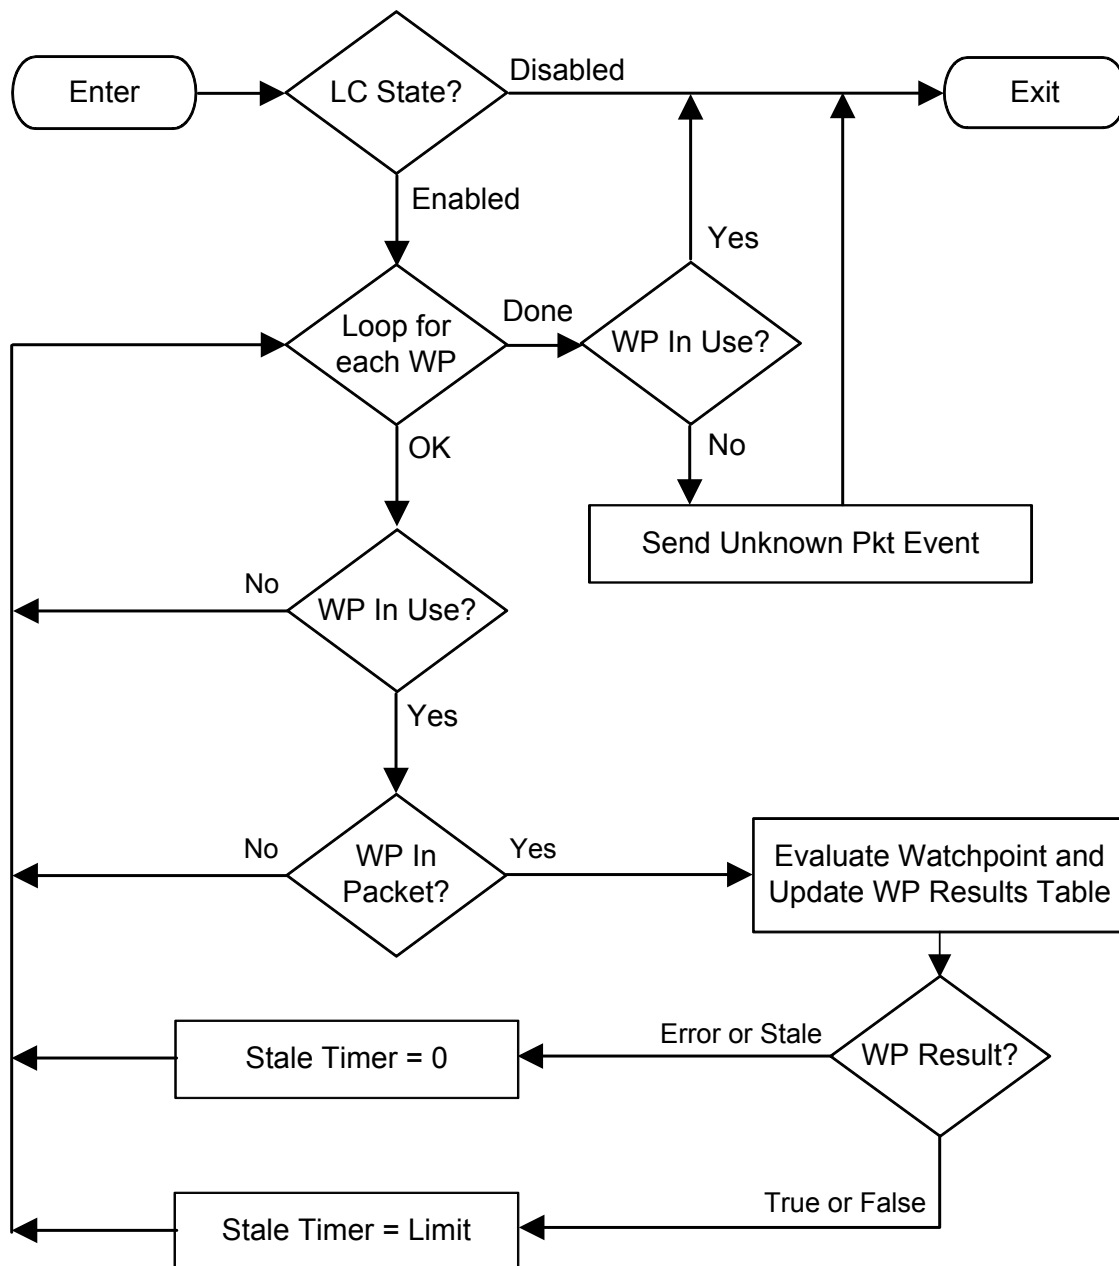 Enter
LC State?
Disabled
Exit
Enabled
Yes
Loop for
each WP
Done
WP In Use?
OK
No
Send Unknown Pkt Event
No
WP In Use?
Yes
No
WP In
Packet?
Yes
Evaluate Watchpoint and
Update WP Results Table
Stale Timer = 0
Error or Stale
WP Result?
True or False
Stale Timer = Limit